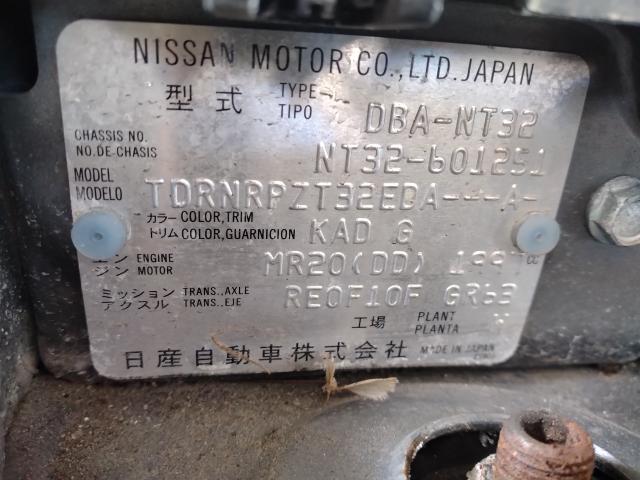 NISSAN MOTOR CO.,LTD.JAPAN
型式 TYPE TIPO DBA-NT32
CHASSIS NO. NO.DE CHASIS NT32-601251
MODEL MODELO TDRNRPZT32EDA---A-
カラー COLOR,TRIM
トリム COLOR,GUARNICION KAD G
エンジン ENGINE MOTOR MR20(DD) 1997cc
ミッション TRANS.,AXLE
アクスル TRANS.,EJE RE0F10F GR63
工場 PLANT PLANTA
日産自動車株式会社 MADE IN JAPAN